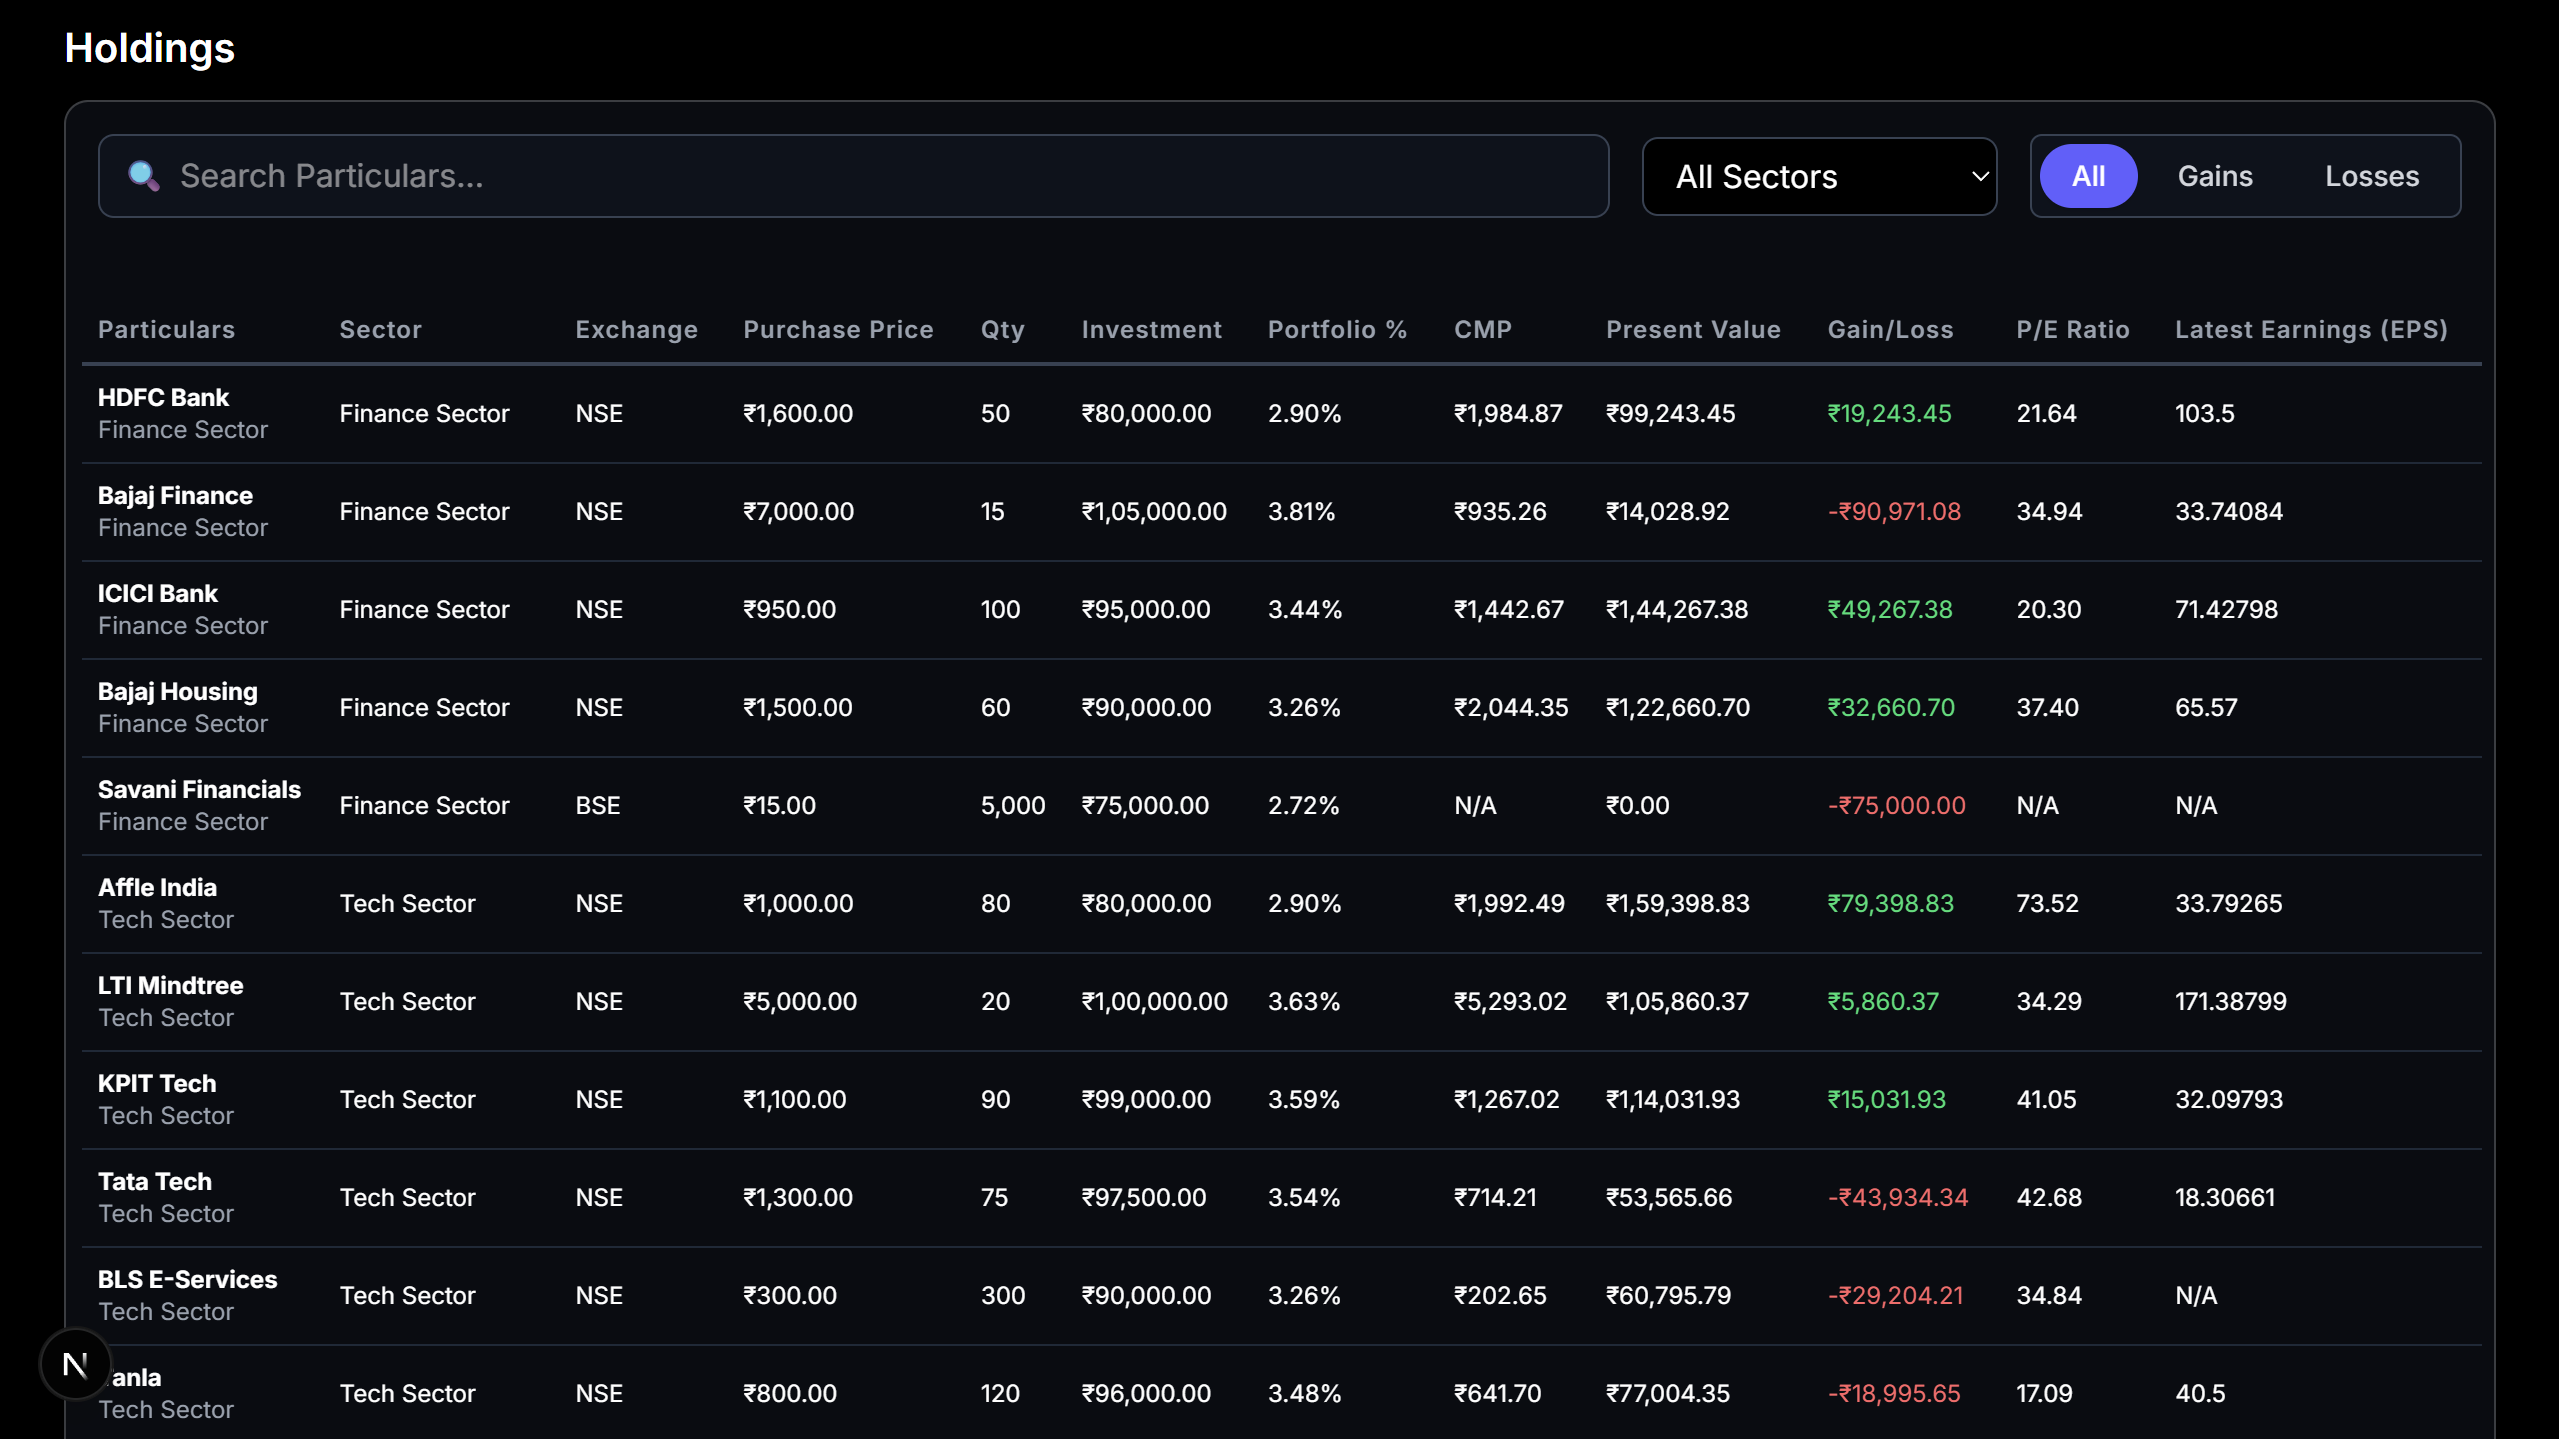 Holdings
Search Particulars...
All Sectors
All Gains Losses
Particulars Sector Exchange Purchase Price Qty Investment Portfolio % CMP Present Value Gain/Loss P/E Ratio Latest Earnings (EPS)
HDFC Bank
Finance Sector
Finance Sector NSE ₹1,600.00 50 ₹80,000.00 2.90% ₹1,984.87 ₹99,243.45 ₹19,243.45 21.64 103.5
Bajaj Finance
Finance Sector
Finance Sector NSE ₹7,000.00 15 ₹1,05,000.00 3.81% ₹935.26 ₹14,028.92 -₹90,971.08 34.94 33.74084
ICICI Bank
Finance Sector
Finance Sector NSE ₹950.00 100 ₹95,000.00 3.44% ₹1,442.67 ₹1,44,267.38 ₹49,267.38 20.30 71.42798
Bajaj Housing
Finance Sector
Finance Sector NSE ₹1,500.00 60 ₹90,000.00 3.26% ₹2,044.35 ₹1,22,660.70 ₹32,660.70 37.40 65.57
Savani Financials
Finance Sector
Finance Sector BSE ₹15.00 5,000 ₹75,000.00 2.72% N/A ₹0.00 -₹75,000.00 N/A N/A
Affle India
Tech Sector
Tech Sector NSE ₹1,000.00 80 ₹80,000.00 2.90% ₹1,992.49 ₹1,59,398.83 ₹79,398.83 73.52 33.79265
LTI Mindtree
Tech Sector
Tech Sector NSE ₹5,000.00 20 ₹1,00,000.00 3.63% ₹5,293.02 ₹1,05,860.37 ₹5,860.37 34.29 171.38799
KPIT Tech
Tech Sector
Tech Sector NSE ₹1,100.00 90 ₹99,000.00 3.59% ₹1,267.02 ₹1,14,031.93 ₹15,031.93 41.05 32.09793
Tata Tech
Tech Sector
Tech Sector NSE ₹1,300.00 75 ₹97,500.00 3.54% ₹714.21 ₹53,565.66 -₹43,934.34 42.68 18.30661
BLS E-Services
Tech Sector
Tech Sector NSE ₹300.00 300 ₹90,000.00 3.26% ₹202.65 ₹60,795.79 -₹29,204.21 34.84 N/A
N
Tech Sector
Tech Sector NSE ₹800.00 120 ₹96,000.00 3.48% ₹641.70 ₹77,004.35 -₹18,995.65 17.09 40.5